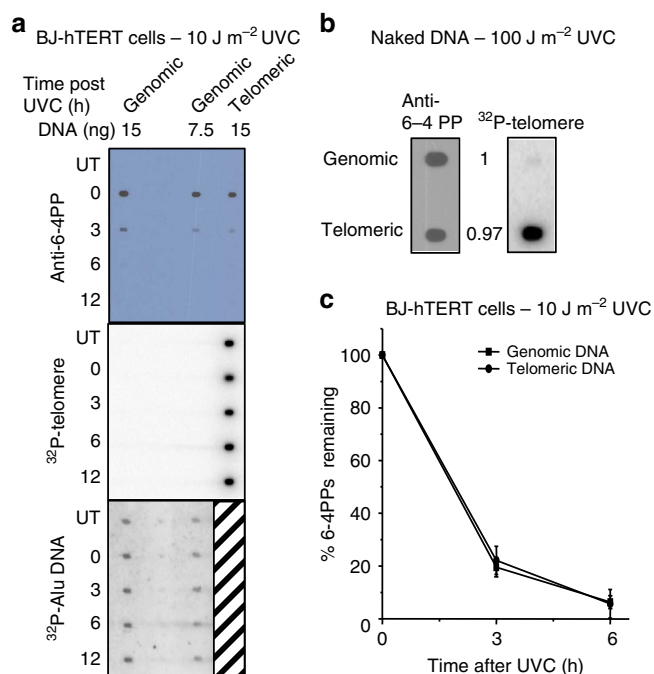 a
BJ-hTERT cells – 10 J m⁻² UVC
Time post
UVC (h)
Genomic
Genomic
Telomeric
DNA (ng) 15 7.5 15
UT
0
3
6
12
Anti-6-4PP
UT
0
3
6
12
³²P-telomere
UT
0
3
6
12
³²P-Alu DNA
b
Naked DNA – 100 J m⁻² UVC
Anti-
6–4 PP
³²P-telomere
Genomic 1
Telomeric 0.97
c
BJ-hTERT cells – 10 J m⁻² UVC
Genomic DNA
Telomeric DNA
% 6-4PPs remaining
100
80
60
40
20
0
0 3 6
Time after UVC (h)